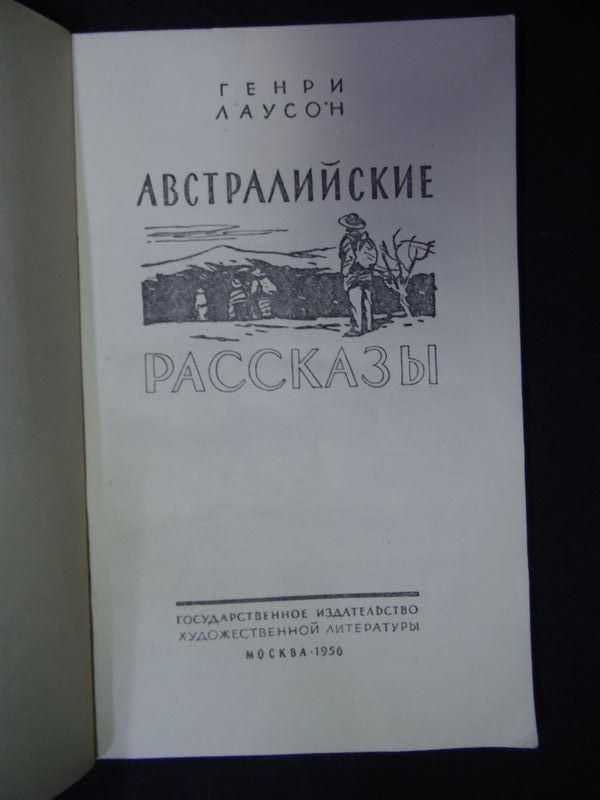 ГЕНРИ
ЛАУСОН
АВСТРАЛИЙСКИЕ
РАССКАЗЫ
ГОСУДАРСТВЕННОЕ ИЗДАТЕЛЬСТВО
ХУДОЖЕСТВЕННОЙ ЛИТЕРАТУРЫ
МОСКВА·1956